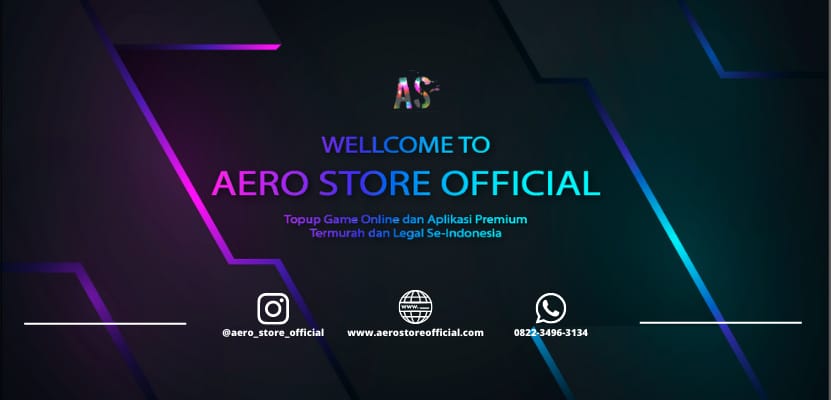 AS
WELLCOME TO
AERO STORE OFFICIAL
Topup Game Online dan Aplikasi Premium
Termurah dan Legal Se-Indonesia
www
@aero_store_official
www.aerostoreofficial.com
0822-3496-3134